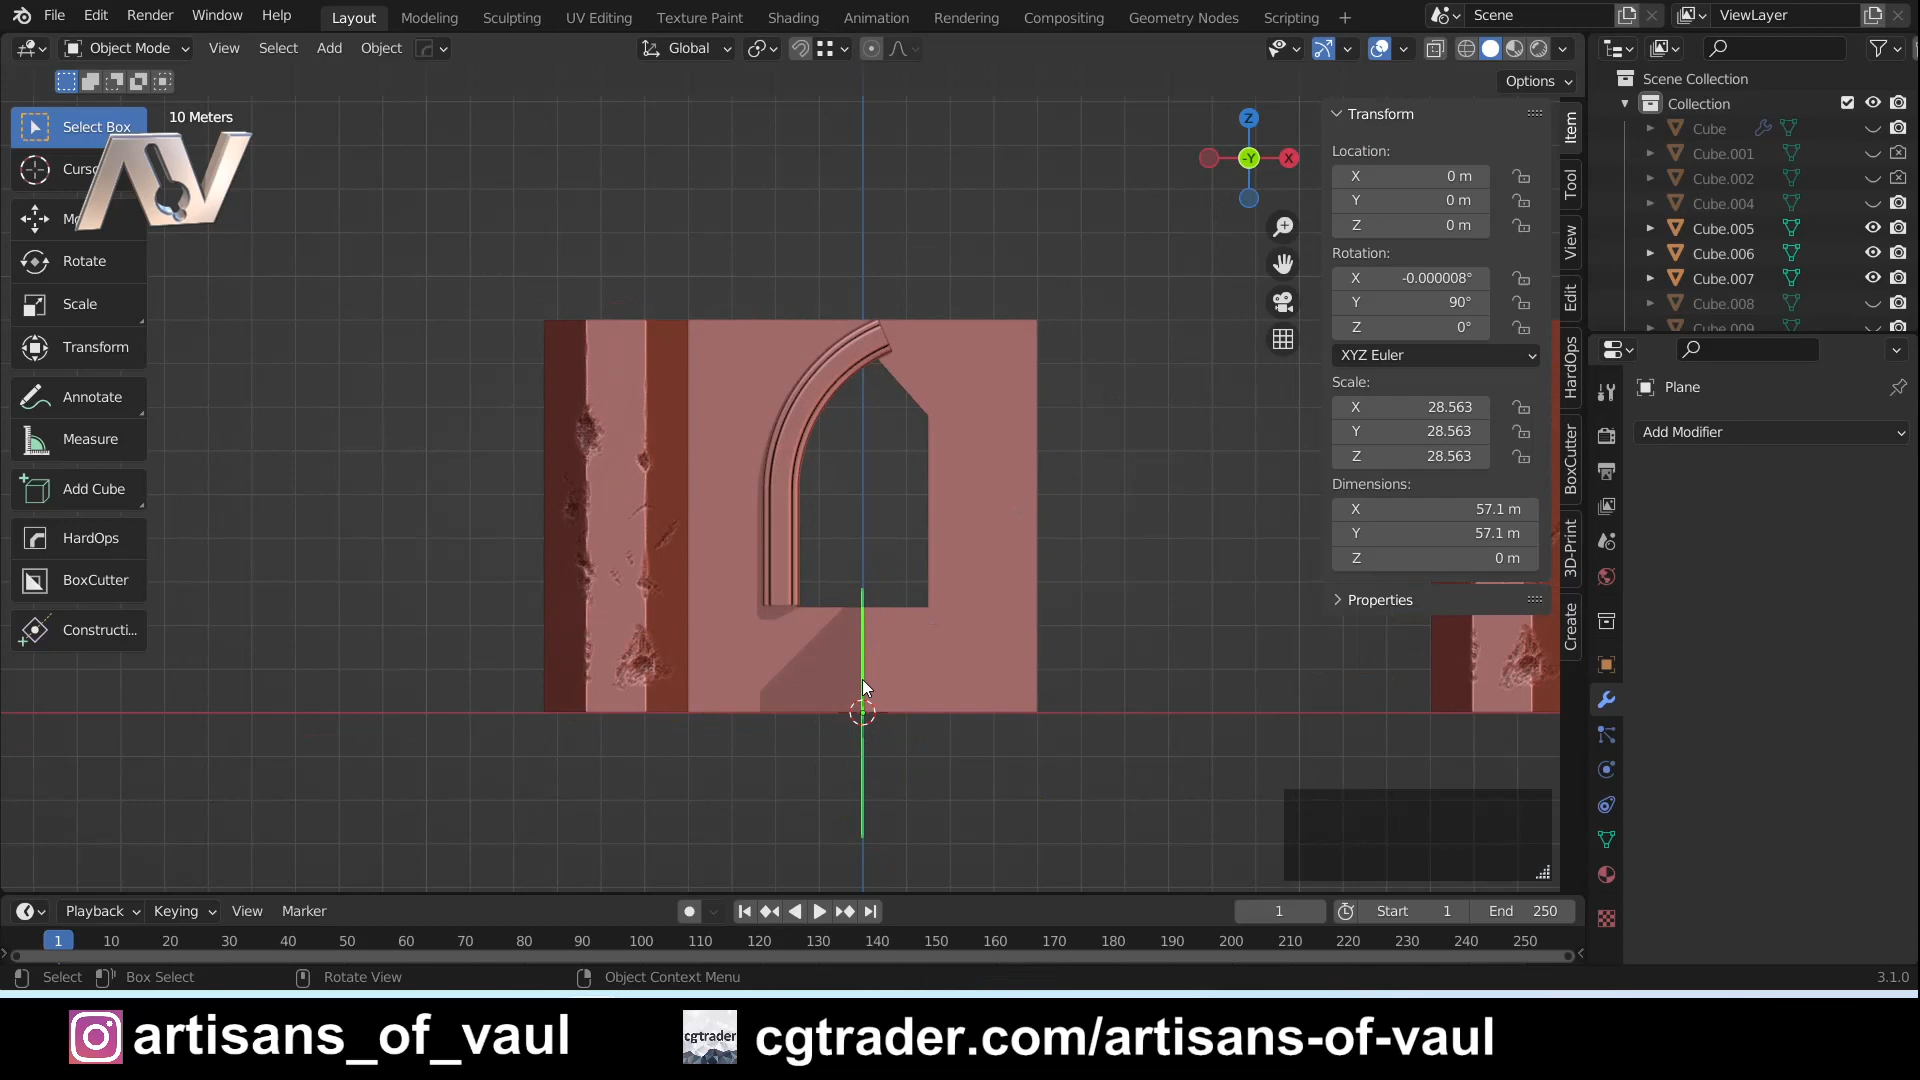 File Edit Render Window Help Layout Modeling Sculpting UV Editing Texture Paint Shading Animation Rendering Compositing Geometry Nodes Scripting + Scene ViewLayer
Object Mode View Select Add Object Global
Options
Select Box
10 Meters
AV
Move
Rotate
Scale
Transform
Annotate
Measure
Add Cube
HardOps
BoxCutter
Constructi...
Z
-Y
X
Transform
Location:
X 0 m
Y 0 m
Z 0 m
Rotation:
X -0.000008°
Y 90°
Z 0°
XYZ Euler
Scale:
X 28.563
Y 28.563
Z 28.563
Dimensions:
X 57.1 m
Y 57.1 m
Z 0 m
Properties
Item
Tool
View
Edit
HardOps
BoxCutter
3D-Print
Create
Scene Collection
Collection
Cube
Cube.001
Cube.002
Cube.004
Cube.005
Cube.006
Cube.007
Cube.008
Cube.009
Plane
Add Modifier
Playback Keying View Marker 1 Start 1 End 250
1 10 20 30 40 50 60 70 80 90 100 110 120 130 140 150 160 170 180 190 200 210 220 230 240 250
Select Box Select Rotate View Object Context Menu 3.1.0
artisans_of_vaul cgtrader cgtrader.com/artisans-of-vaul